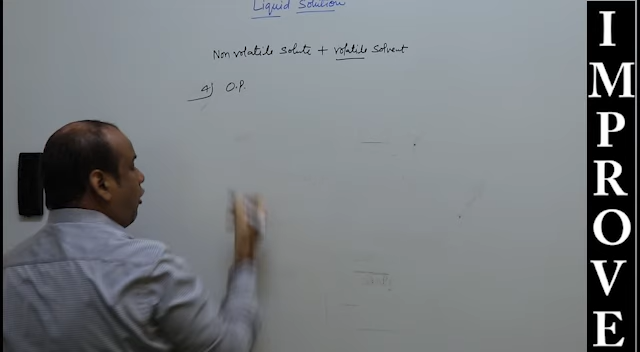 Liquid Solution
Non volatile Solute + volatile Solvent
4) O.P.
IMPROVE